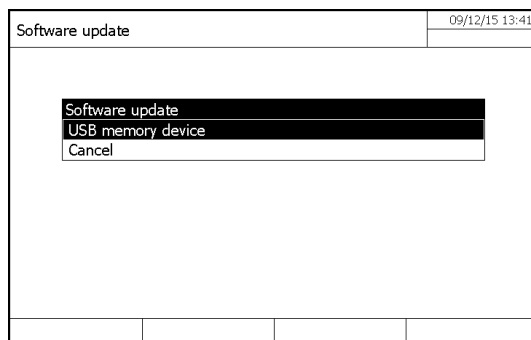 Software update
09/12/15 13:41
Software update
USB memory device
Cancel